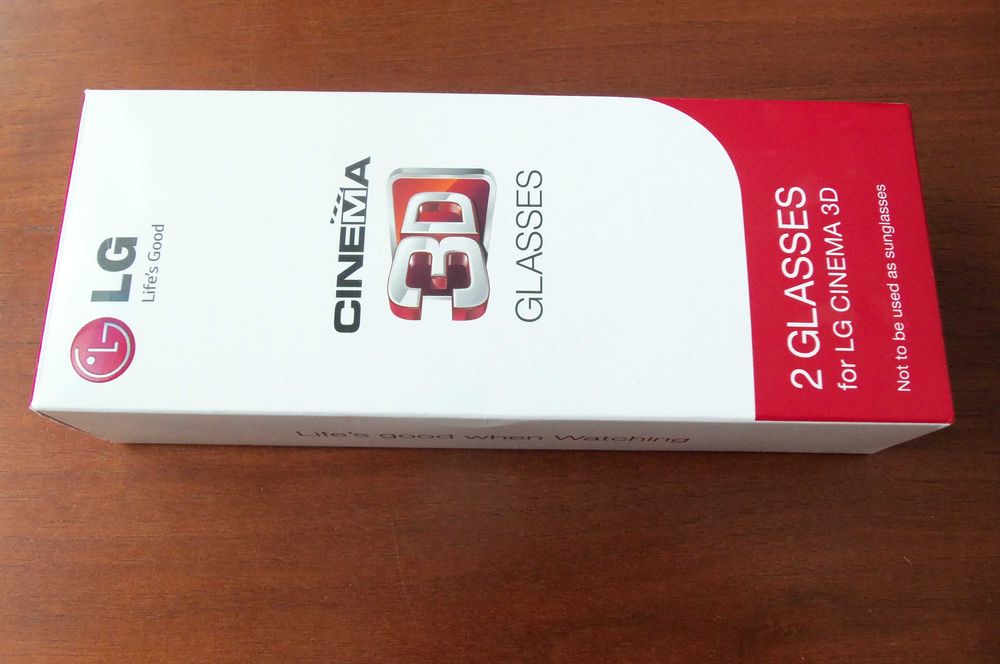 LG
Life's Good
CINEMA
3D
GLASSES
2 GLASSES
for LG CINEMA 3D
Not to be used as sunglasses
Life's good when Watching